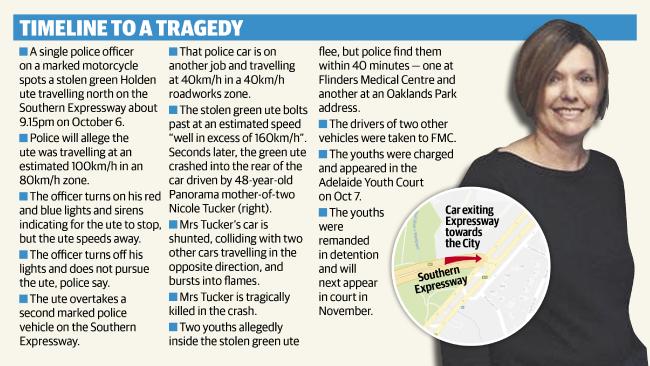 TIMELINE TO A TRAGEDY
A single police officer
on a marked motorcycle
spots a stolen green Holden
ute travelling north on the
Southern Expressway about
9.15pm on October 6.
Police will allege the
ute was travelling at an
estimated 100km/h in an
80km/h zone.
The officer turns on his red
and blue lights and sirens
indicating for the ute to stop,
but the ute speeds away.
The officer turns off his
lights and does not pursue
the ute, police say.
The ute overtakes a
second marked police
vehicle on the Southern
Expressway.
That police car is on
another job and travelling
at 40km/h in a 40km/h
roadworks zone.
The stolen green ute bolts
past at an estimated speed
“well in excess of 160km/h”.
Seconds later, the green ute
crashed into the rear of the
car driven by 48-year-old
Panorama mother-of-two
Nicole Tucker (right).
Mrs Tucker’s car is
shunted, colliding with two
other cars travelling in the
opposite direction, and
bursts into flames.
Mrs Tucker is tragically
killed in the crash.
Two youths allegedly
inside the stolen green ute
flee, but police find them
within 40 minutes — one at
Flinders Medical Centre and
another at an Oaklands Park
address.
The drivers of two other
vehicles were taken to FMC.
The youths were charged
and appeared in the
Adelaide Youth Court
on Oct 7.
The youths
were
remanded
in detention
and will
next appear
in court in
November.
Car exiting
Expressway
towards
the City
Southern
Expressway